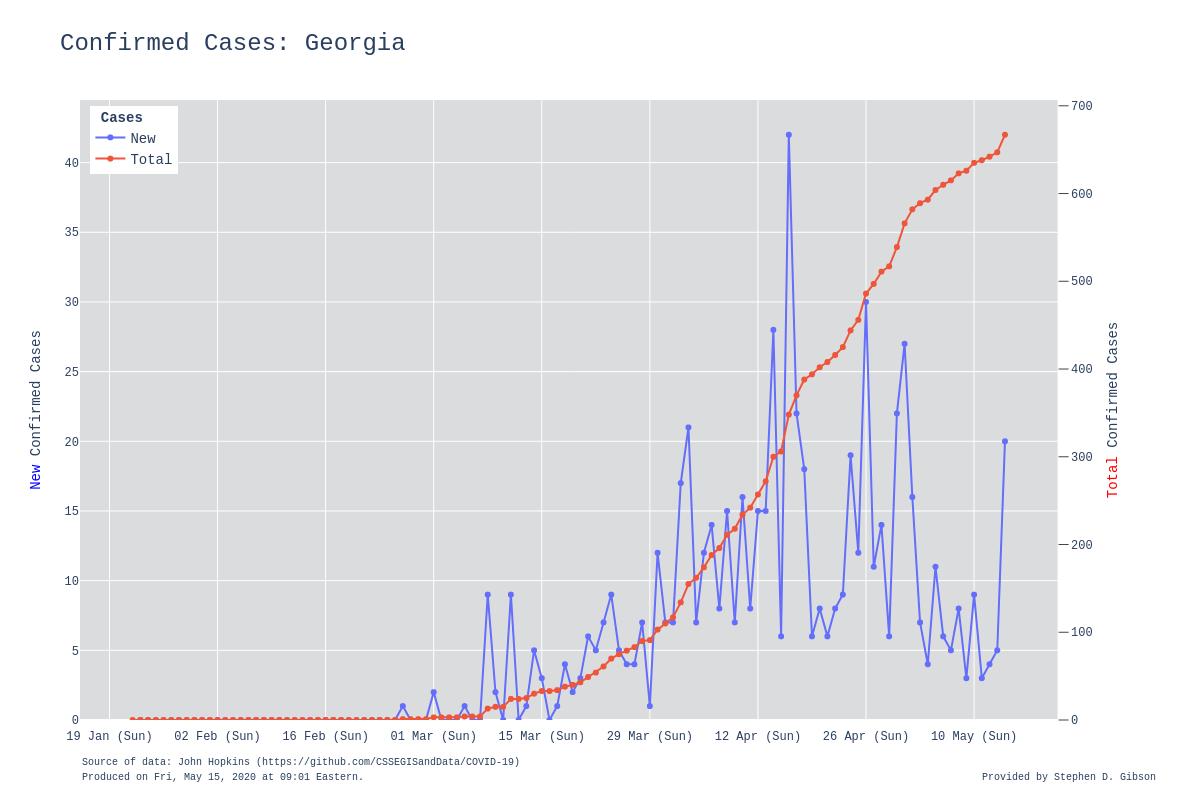 Confirmed Cases: Georgia
Cases
New
Total
40
35
30
25
20
15
10
5
0
New Confirmed Cases
700
600
500
400
300
200
100
0
Total Confirmed Cases
19 Jan (Sun)
02 Feb (Sun)
16 Feb (Sun)
01 Mar (Sun)
15 Mar (Sun)
29 Mar (Sun)
12 Apr (Sun)
26 Apr (Sun)
10 May (Sun)
Source of data: John Hopkins (https://github.com/CSSEGISandData/COVID-19)
Produced on Fri, May 15, 2020 at 09:01 Eastern.
Provided by Stephen D. Gibson